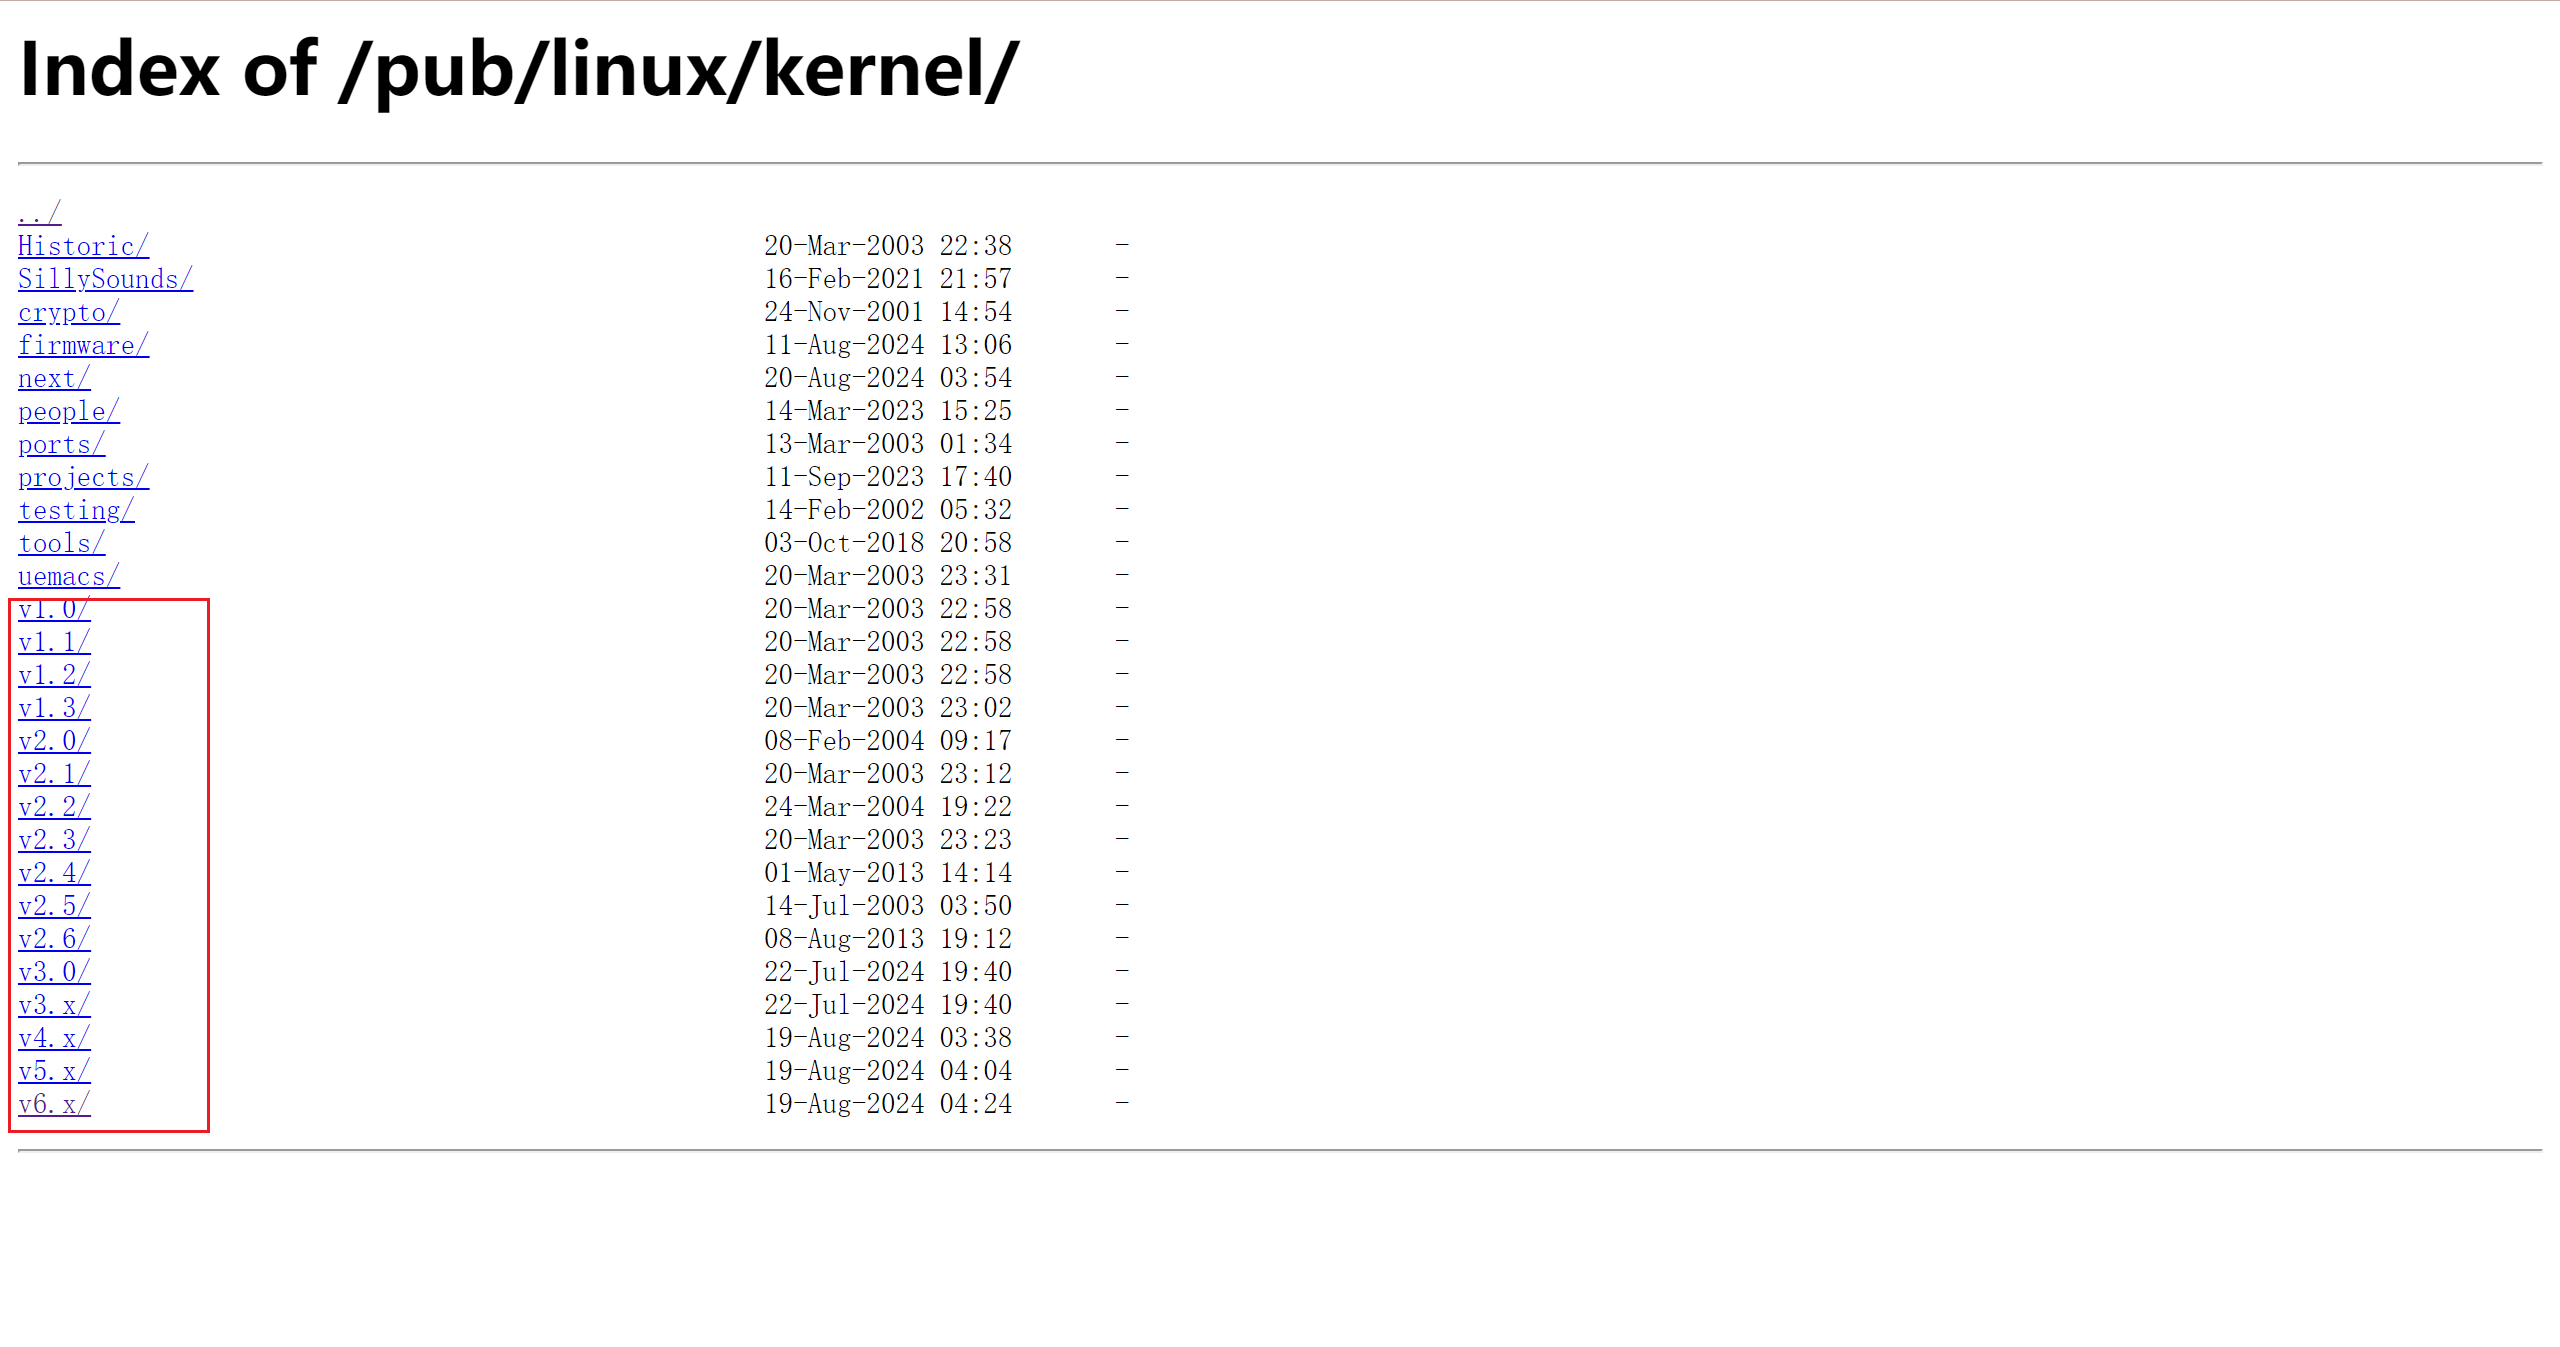 Index of /pub/linux/kernel/
../
Historic/ 20-Mar-2003 22:38 -
SillySounds/ 16-Feb-2021 21:57 -
crypto/ 24-Nov-2001 14:54 -
firmware/ 11-Aug-2024 13:06 -
next/ 20-Aug-2024 03:54 -
people/ 14-Mar-2023 15:25 -
ports/ 13-Mar-2003 01:34 -
projects/ 11-Sep-2023 17:40 -
testing/ 14-Feb-2002 05:32 -
tools/ 03-Oct-2018 20:58 -
uemacs/ 20-Mar-2003 23:31 -
v1.0/ 20-Mar-2003 22:58 -
v1.1/ 20-Mar-2003 22:58 -
v1.2/ 20-Mar-2003 22:58 -
v1.3/ 20-Mar-2003 23:02 -
v2.0/ 08-Feb-2004 09:17 -
v2.1/ 20-Mar-2003 23:12 -
v2.2/ 24-Mar-2004 19:22 -
v2.3/ 20-Mar-2003 23:23 -
v2.4/ 01-May-2013 14:14 -
v2.5/ 14-Jul-2003 03:50 -
v2.6/ 08-Aug-2013 19:12 -
v3.0/ 22-Jul-2024 19:40 -
v3.x/ 22-Jul-2024 19:40 -
v4.x/ 19-Aug-2024 03:38 -
v5.x/ 19-Aug-2024 04:04 -
v6.x/ 19-Aug-2024 04:24 -